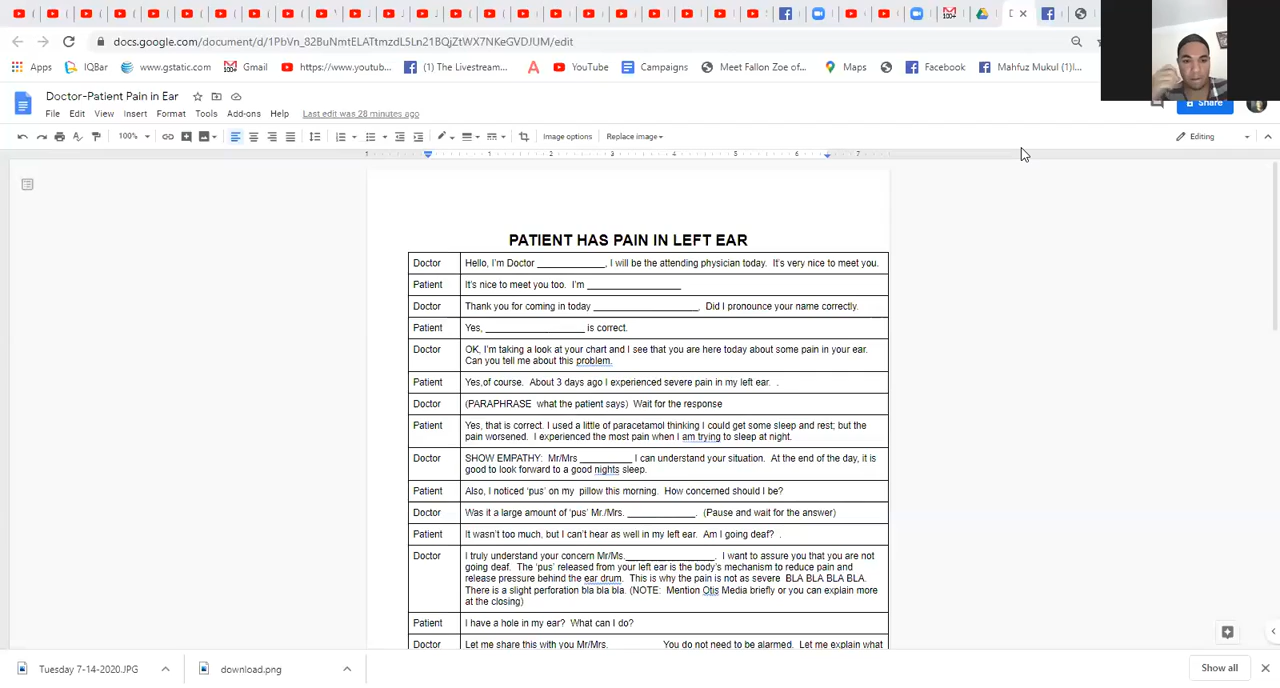 docs.google.com/document/d/1PbVn_82BuNmtELATtmzdL5Ln21BQjZtWX7NKeGVDJUM/edit
Apps IQBar www.gstatic.com Gmail https://www.youtub... (1) The Livestream... YouTube Campaigns Meet Fallon Zoe of... Maps Facebook Mahfuz Mukul (1)l...
Doctor-Patient Pain in Ear
Share
File Edit View Insert Format Tools Add-ons Help Last edit was 28 minutes ago
100% Image options Replace image Editing
1 1 2 3 4 5 6 7
PATIENT HAS PAIN IN LEFT EAR
Doctor Hello, I'm Doctor ____________, I will be the attending physician today. It's very nice to meet you.
Patient It's nice to meet you too. I'm _________________
Doctor Thank you for coming in today ___________________. Did I pronounce your name correctly.
Patient Yes, __________________ is correct.
Doctor OK, I'm taking a look at your chart and I see that you are here today about some pain in your ear.
Can you tell me about this problem.
Patient Yes,of course. About 3 days ago I experienced severe pain in my left ear. .
Doctor (PARAPHRASE what the patient says) Wait for the response
Patient Yes, that is correct. I used a little of paracetamol thinking I could get some sleep and rest; but the
pain worsened. I experienced the most pain when I am trying to sleep at night.
Doctor SHOW EMPATHY: Mr/Mrs _________ I can understand your situation. At the end of the day, it is
good to look forward to a good nights sleep.
Patient Also, I noticed 'pus' on my pillow this morning. How concerned should I be?
Doctor Was it a large amount of 'pus' Mr./Mrs. ____________. (Pause and wait for the answer)
Patient It wasn't too much, but I can't hear as well in my left ear. Am I going deaf? .
Doctor I truly understand your concern Mr/Ms.________________. I want to assure you that you are not
going deaf. The 'pus' released from your left ear is the body's mechanism to reduce pain and
release pressure behind the ear drum. This is why the pain is not as severe BLA BLA BLA BLA.
There is a slight perforation bla bla bla. (NOTE: Mention Otis Media briefly or you can explain more
at the closing)
Patient I have a hole in my ear? What can I do?
Doctor Let me share this with you Mr/Mrs. You do not need to be alarmed. Let me explain what
Tuesday 7-14-2020.JPG download.png Show all